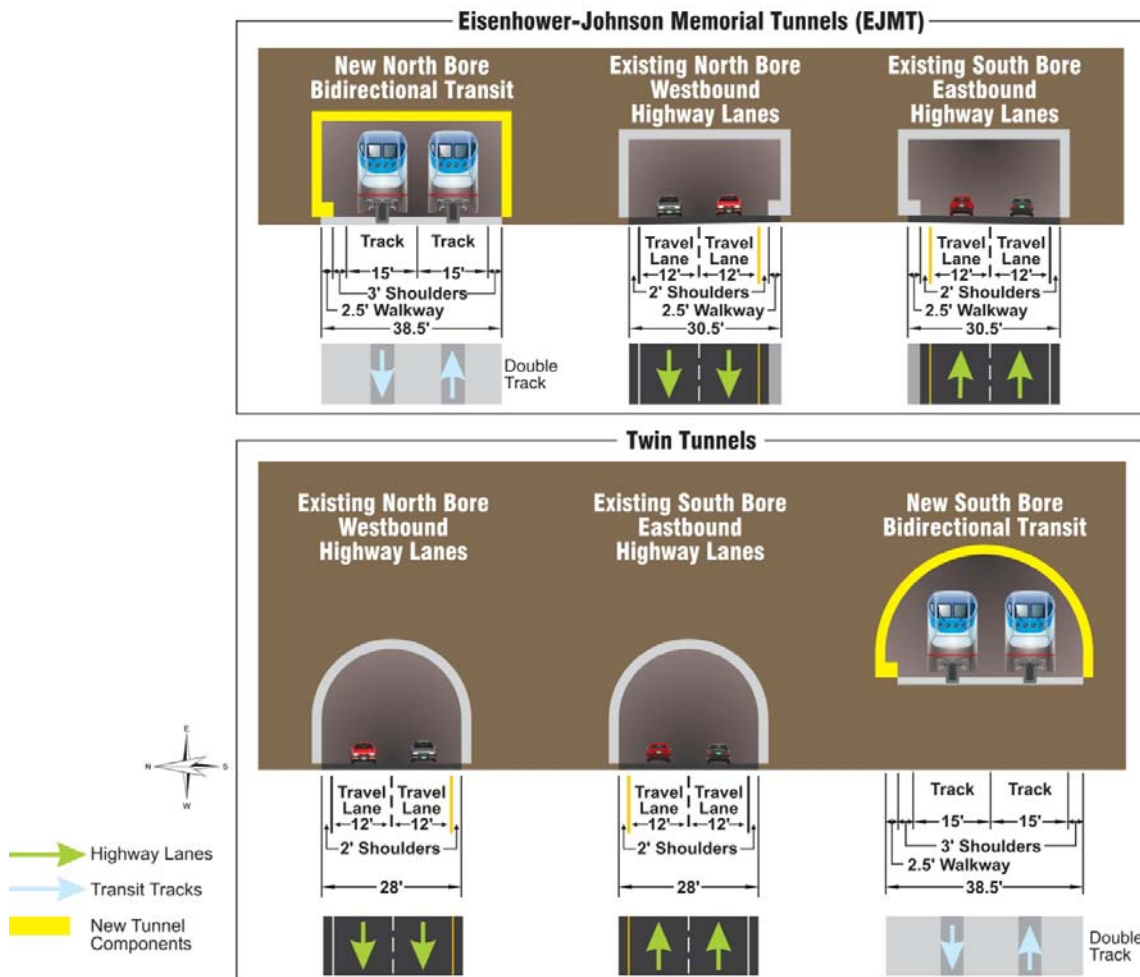 Eisenhower-Johnson Memorial Tunnels (EJMT)
New North Bore
Bidirectional Transit
Existing North Bore
Westbound
Highway Lanes
Existing South Bore
Eastbound
Highway Lanes
Track
Track
15'
15'
3' Shoulders
2.5' Walkway
38.5'
Travel
Lane
12'
Travel
Lane
12'
2' Shoulders
2.5' Walkway
30.5'
Travel
Lane
12'
Travel
Lane
12'
2' Shoulders
2.5' Walkway
30.5'
Double
Track
Twin Tunnels
Existing North Bore
Westbound
Highway Lanes
Existing South Bore
Eastbound
Highway Lanes
New South Bore
Bidirectional Transit
Travel
Lane
12'
Travel
Lane
12'
2' Shoulders
28'
Travel
Lane
12'
Travel
Lane
12'
2' Shoulders
28'
Track
Track
15'
15'
3' Shoulders
2.5' Walkway
38.5'
Double
Track
E
N
S
W
Highway Lanes
Transit Tracks
New Tunnel
Components